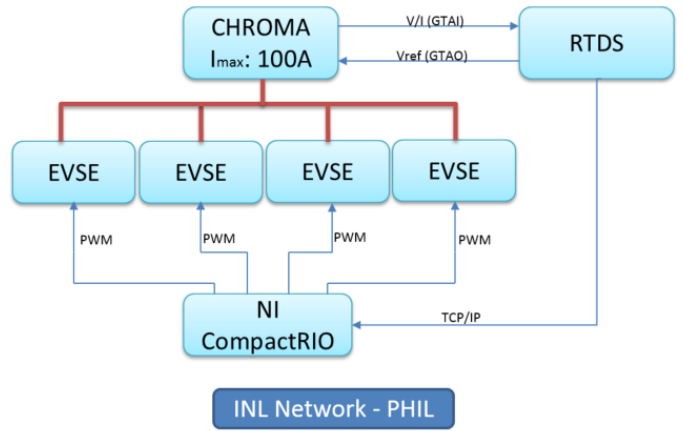 CHROMA
Imax: 100A
V/I (GTAI)
Vref (GTAO)
RTDS
EVSE
EVSE
EVSE
EVSE
PWM
PWM
PWM
PWM
NI
CompactRIO
TCP/IP
INL Network - PHIL